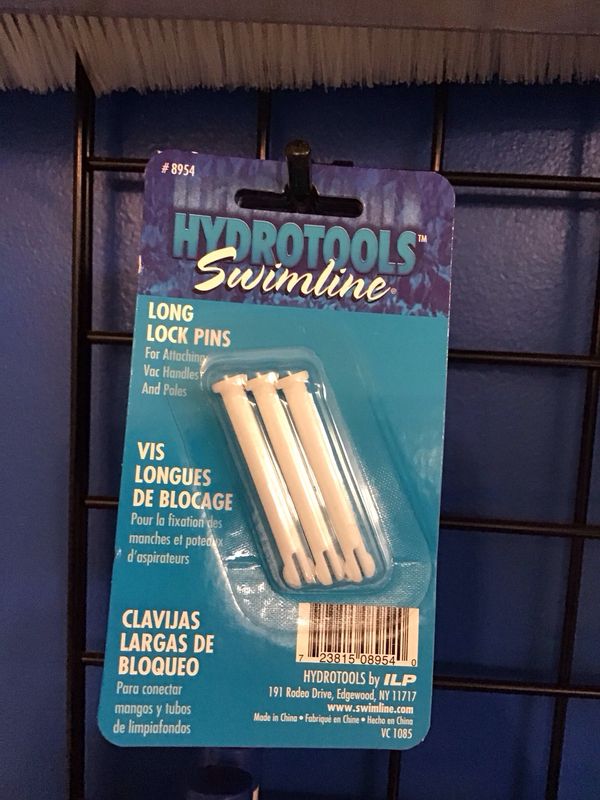 #8954
HYDROTOOLS™
Swimline®
LONG
LOCK PINS
For Attaching
Vac Handles
And Poles
VIS
LONGUES
DE BLOCAGE
Pour la fixation des
manches et poteaux
d'aspirateurs
CLAVIJAS
LARGAS DE
BLOQUEO
Para conectar
mangos y tubos
de limpiafondos
7 23815 08954 0
HYDROTOOLS by ILP
191 Rodeo Drive, Edgewood, NY 11717
www.swimline.com
Made in China • Fabriqué en Chine • Hecho en China
VC 1085